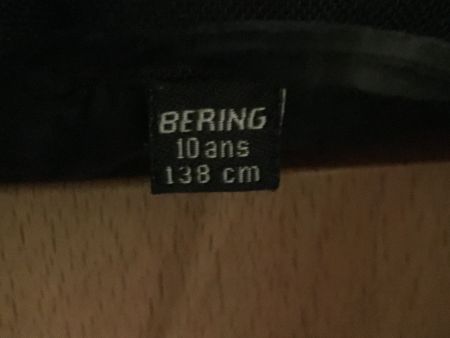 BERING
10 ans
138 cm